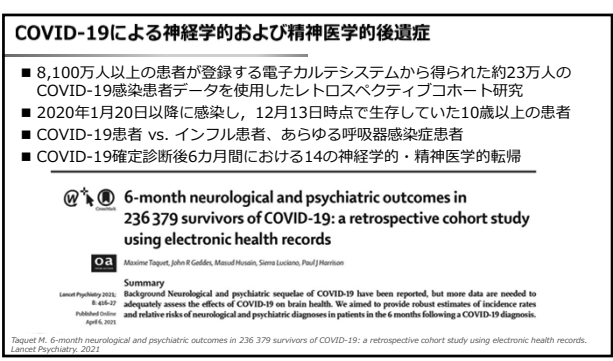 COVID-19による神経学的および精神医学的後遺症
■ 8,100万人以上の患者が登録する電子カルテシステムから得られた約23万人の
COVID-19感染患者データを使用したレトロスペクティブコホート研究
■ 2020年1月20日以降に感染し，12月13日時点で生存していた10歳以上の患者
■ COVID-19患者 vs. インフル患者、あらゆる呼吸器感染症患者
■ COVID-19確定診断後6カ月間における14の神経学的・精神医学的転帰
6-month neurological and psychiatric outcomes in
236 379 survivors of COVID-19: a retrospective cohort study
using electronic health records
CrossMark
oa
Maxime Taquet, John R Geddes, Masud Husain, Sierra Luciano, Paul J Harrison
Summary
Lancet Psychiatry 2021;
8: 416–27
Published Online
April 6, 2021
Background Neurological and psychiatric sequelae of COVID-19 have been reported, but more data are needed to
adequately assess the effects of COVID-19 on brain health. We aimed to provide robust estimates of incidence rates
and relative risks of neurological and psychiatric diagnoses in patients in the 6 months following a COVID-19 diagnosis.
Taquet M. 6-month neurological and psychiatric outcomes in 236 379 survivors of COVID-19: a retrospective cohort study using electronic health records.
Lancet Psychiatry. 2021